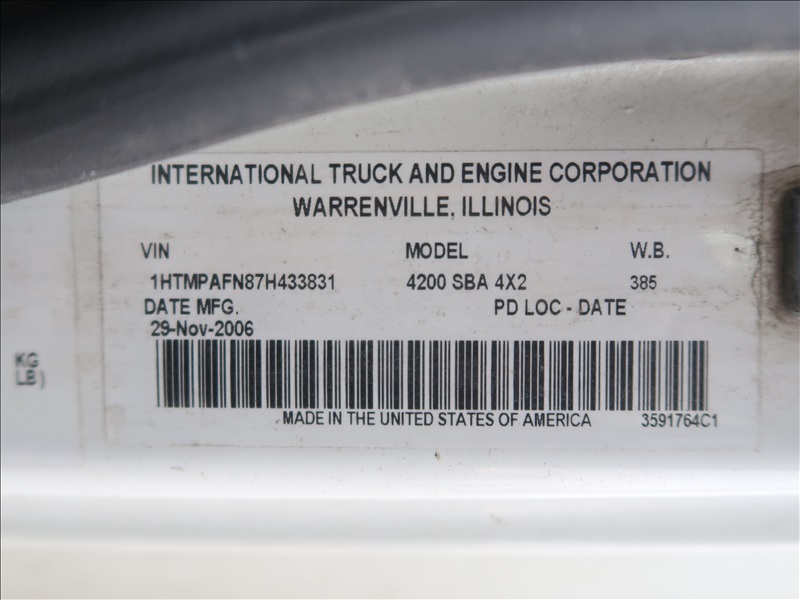 INTERNATIONAL TRUCK AND ENGINE CORPORATION
WARRENVILLE, ILLINOIS
VIN MODEL W.B.
1HTMPAFN87H433831 4200 SBA 4X2 385
DATE MFG. PD LOC - DATE
29-Nov-2006
KG
LB)
MADE IN THE UNITED STATES OF AMERICA 3591764C1